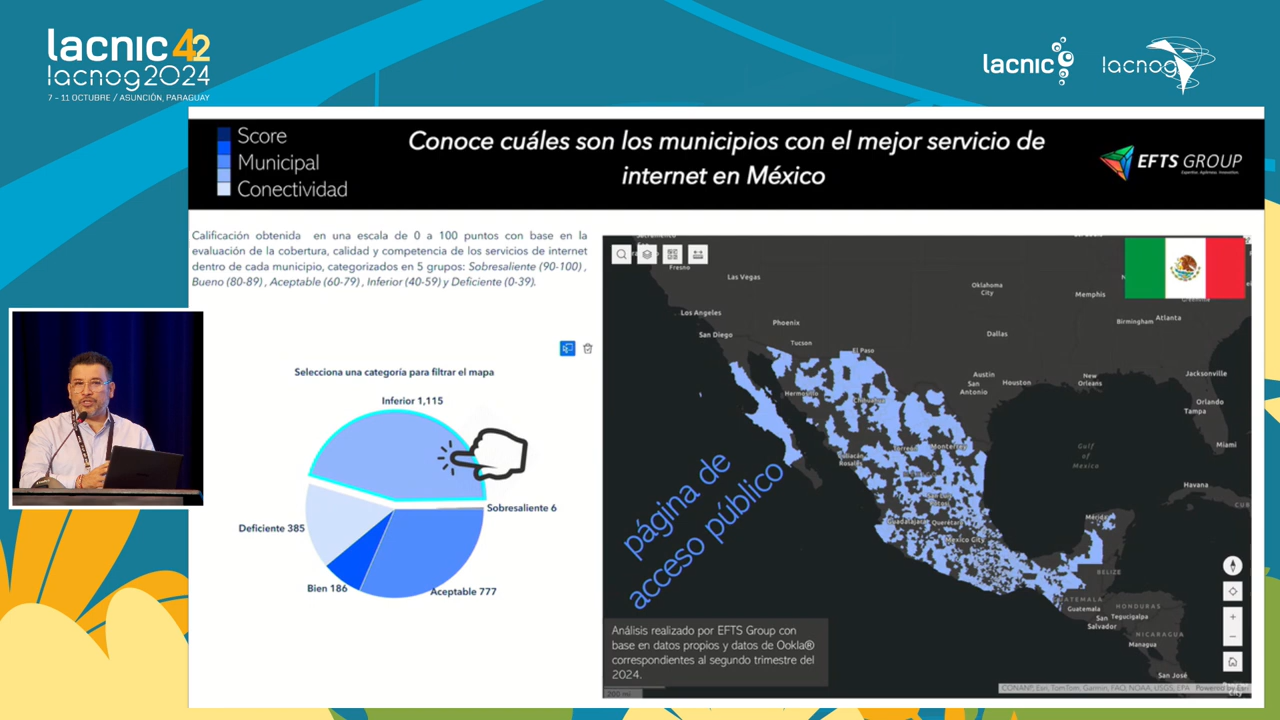 lacnic 42
lacnog2024
7 - 11 OCTUBRE / ASUNCIÓN, PARAGUAY
lacnic
lacnog
Score
Municipal
Conectividad
Conoce cuáles son los municipios con el mejor servicio de
internet en México
EFTS GROUP
Calificación obtenida en una escala de 0 a 100 puntos con base en la
evaluación de la cobertura, calidad y competencia de los servicios de internet
dentro de cada municipio, categorizados en 5 grupos: Sobresaliente (90-100) ,
Bueno (80-89) , Aceptable (60-79) , Inferior (40-59) y Deficiente (0-39).
Selecciona una categoría para filtrar el mapa
Inferior 1,115
Sobresaliente 6
Deficiente 385
Bien 186
Aceptable 777
Fresno
Las Vegas
Oklahoma
City
Memphis
Los Angeles
Phoenix
Birmingham
Atlanta
San Diego
Dallas
Tucson
El Paso
Austin
San
Antonio
Houston
New
Orleans
Jacksonville
Hermosillo
Chihuahua
Orlando
Tampa
Miami
Torreón
Monterrey
Culiacán
Rosales
Gulf
of
Mexico
Havana
Guadalajara
Querétaro
Mexico City
Mérida
BELIZE
GUATEMALA
Guatemala
HONDURAS
Tegucigalpa
San
Salvador
NICARAGUA
Managua
San José
página de
acceso público
Análisis realizado por EFTS Group con
base en datos propios y datos de Ookla®
correspondientes al segundo trimestre del
2024.
CONANP, Esri, TomTom, Garmin, FAO, NOAA, USGS, EPA Powered by Esri